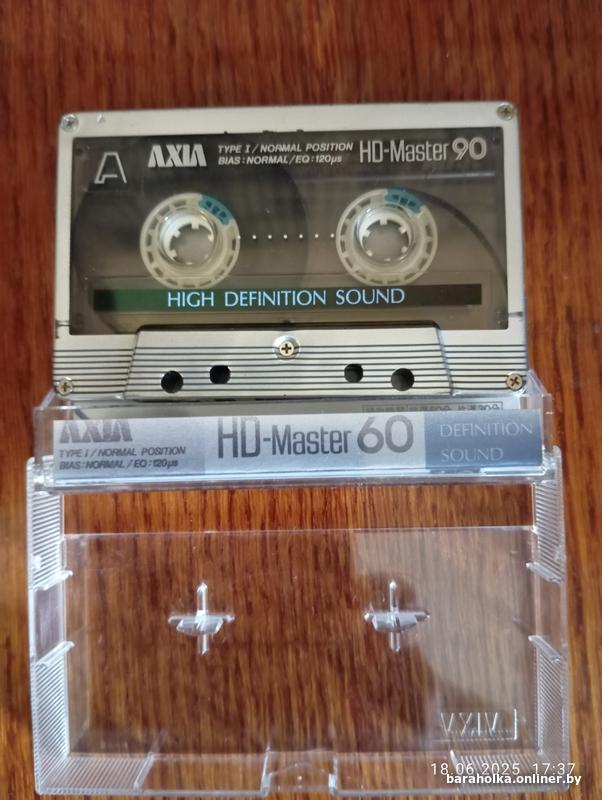 A
AXIA
TYPE I / NORMAL POSITION
BIAS : NORMAL / EQ : 120µs
HD-Master 90
HIGH DEFINITION SOUND
AXIA
TYPE I / NORMAL POSITION
BIAS : NORMAL / EQ : 120µs
HD-Master 60
DEFINITION
SOUND
18.06.2025 17:37
baraholka.onliner.by